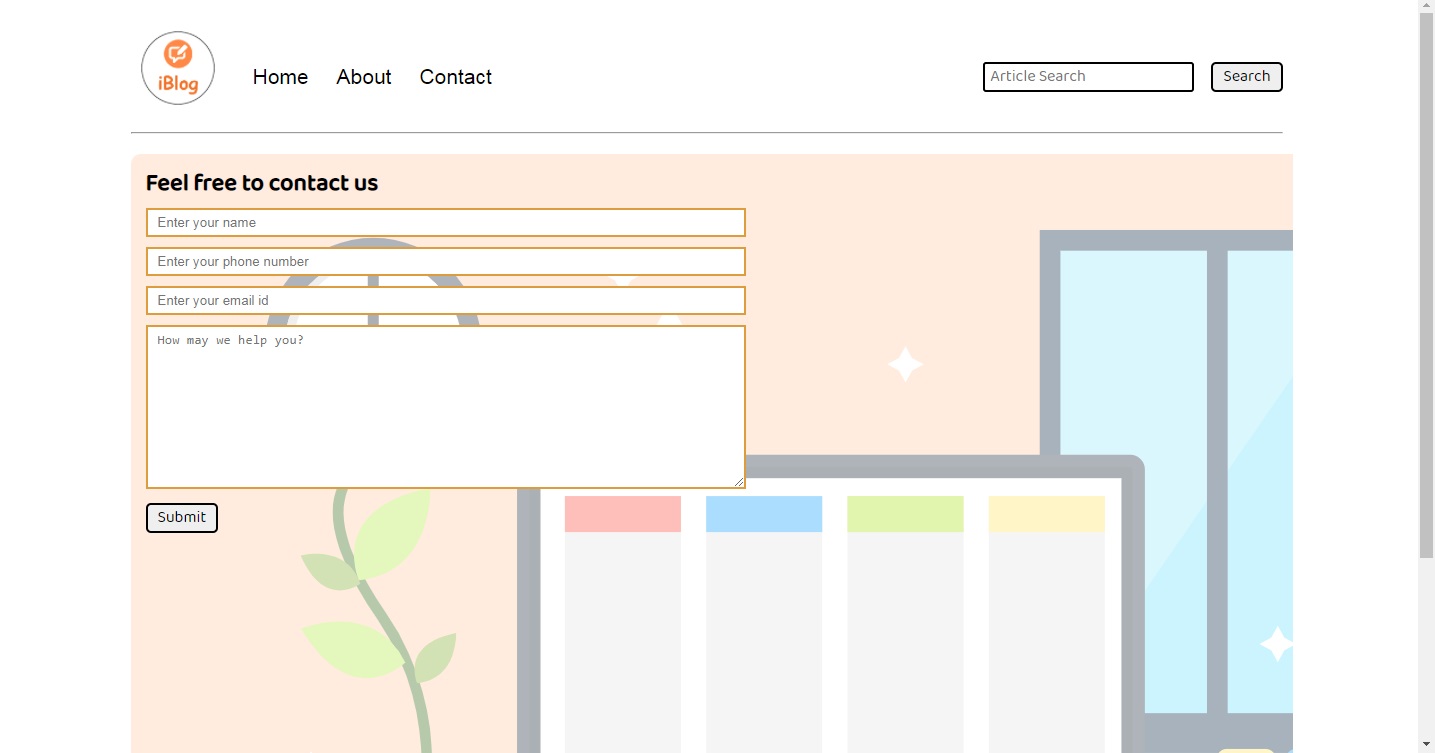 iBlog
Home About Contact
Article Search Search
Feel free to contact us
Enter your name
Enter your phone number
Enter your email id
How may we help you?
Submit